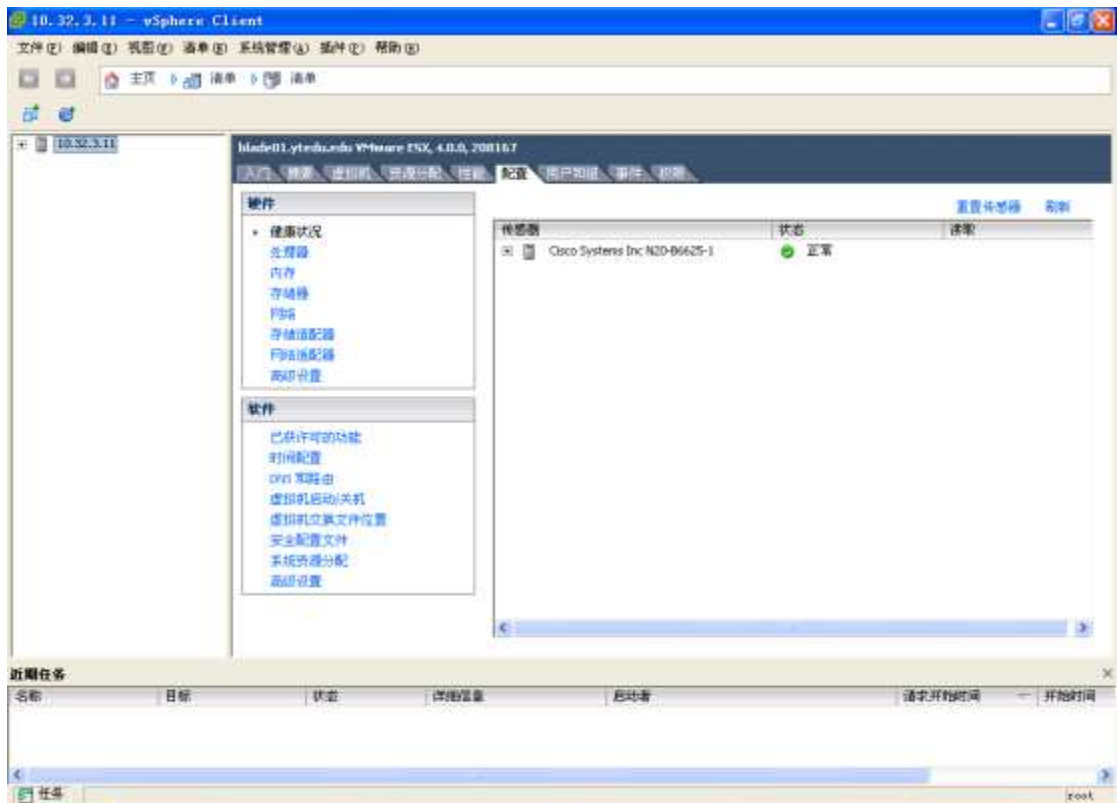 10.32.3.11 - vSphere Client
文件(F) 编辑(E) 视图(V) 清单(N) 系统管理(A) 插件(P) 帮助(H)
主页 清单 清单
10.32.3.11
blade01.ytedu.edu VMware ESX, 4.0.0, 208167
入门 摘要 虚拟机 资源分配 性能 配置 用户和组 事件 权限
硬件
健康状况
处理器
内存
存储器
网络
存储适配器
网络适配器
高级设置
软件
已获许可的功能
时间配置
DNS 和路由
虚拟机启动/关机
虚拟机交换文件位置
安全配置文件
系统资源分配
高级设置
重置传感器 刷新
传感器 状态 读取
Cisco Systems Inc N20-B6625-1 正常
近期任务
名称 目标 状态 详细信息 启动者 请求开始时间 开始时间
任务 root